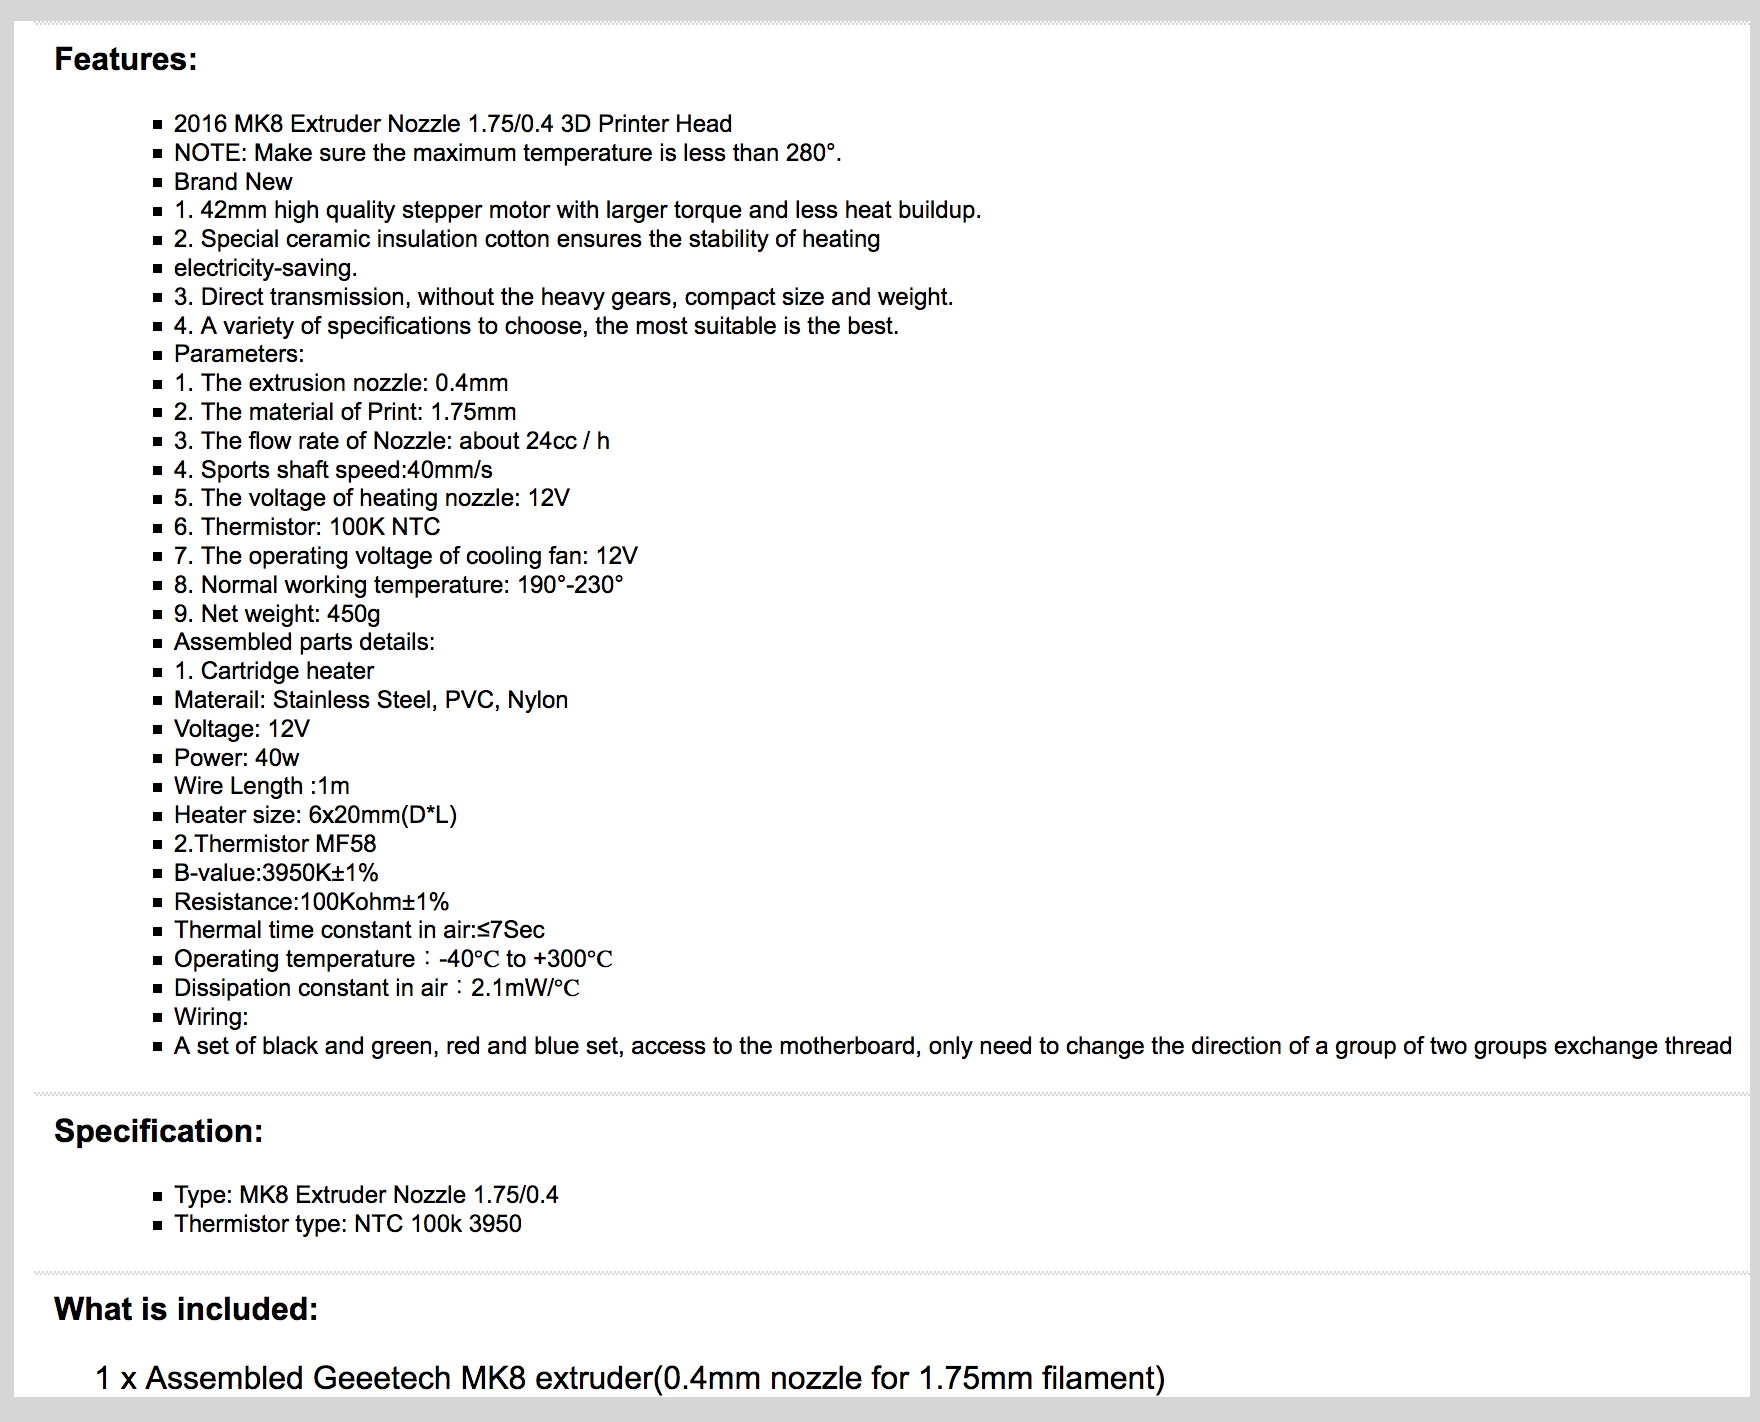 Features:
2016 MK8 Extruder Nozzle 1.75/0.4 3D Printer Head
NOTE: Make sure the maximum temperature is less than 280°.
Brand New
1. 42mm high quality stepper motor with larger torque and less heat buildup.
2. Special ceramic insulation cotton ensures the stability of heating
electricity-saving.
3. Direct transmission, without the heavy gears, compact size and weight.
4. A variety of specifications to choose, the most suitable is the best.
Parameters:
1. The extrusion nozzle: 0.4mm
2. The material of Print: 1.75mm
3. The flow rate of Nozzle: about 24cc / h
4. Sports shaft speed:40mm/s
5. The voltage of heating nozzle: 12V
6. Thermistor: 100K NTC
7. The operating voltage of cooling fan: 12V
8. Normal working temperature: 190°-230°
9. Net weight: 450g
Assembled parts details:
1. Cartridge heater
Materail: Stainless Steel, PVC, Nylon
Voltage: 12V
Power: 40w
Wire Length :1m
Heater size: 6x20mm(D*L)
2.Thermistor MF58
B-value:3950K±1%
Resistance:100Kohm±1%
Thermal time constant in air:≤7Sec
Operating temperature：-40℃ to +300℃
Dissipation constant in air：2.1mW/℃
Wiring:
A set of black and green, red and blue set, access to the motherboard, only need to change the direction of a group of two groups exchange thread
Specification:
Type: MK8 Extruder Nozzle 1.75/0.4
Thermistor type: NTC 100k 3950
What is included:
1 x Assembled Geeetech MK8 extruder(0.4mm nozzle for 1.75mm filament)